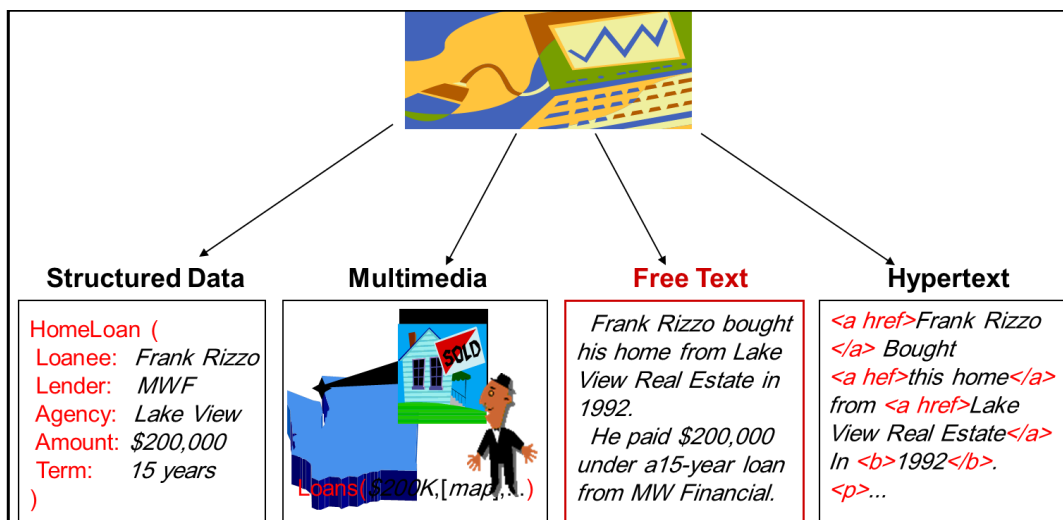 Structured Data
HomeLoan (
Loanee: Frank Rizzo
Lender: MWF
Agency: Lake View
Amount: $200,000
Term: 15 years
)
Multimedia
SOLD
Loans($200K,[map],...)
Free Text
Frank Rizzo bought
his home from Lake
View Real Estate in
1992.
He paid $200,000
under a15-year loan
from MW Financial.
Hypertext
<a href>Frank Rizzo
</a> Bought
<a hef>this home</a>
from <a href>Lake
View Real Estate</a>
In <b>1992</b>.
<p>...